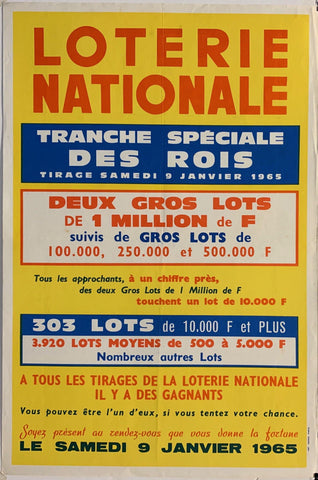 LOTERIE
NATIONALE
TRANCHE SPÉCIALE
DES ROIS
TIRAGE SAMEDI 9 JANVIER 1965
DEUX GROS LOTS
DE 1 MILLION de F
suivis de GROS LOTS de
100.000, 250.000 et 500.000 F
Tous les approchants, à un chiffre près,
des deux Gros Lots de 1 Million de F
touchent un lot de 10.000 F
303 LOTS de 10.000 F et PLUS
3.920 LOTS MOYENS de 500 à 5.000 F
Nombreux autres Lots
A TOUS LES TIRAGES DE LA LOTERIE NATIONALE
IL Y A DES GAGNANTS
Vous pouvez être l'un d'eux, si vous tentez votre chance.
Soyez présent au rendez-vous que vous donne la fortune
LE SAMEDI 9 JANVIER 1965